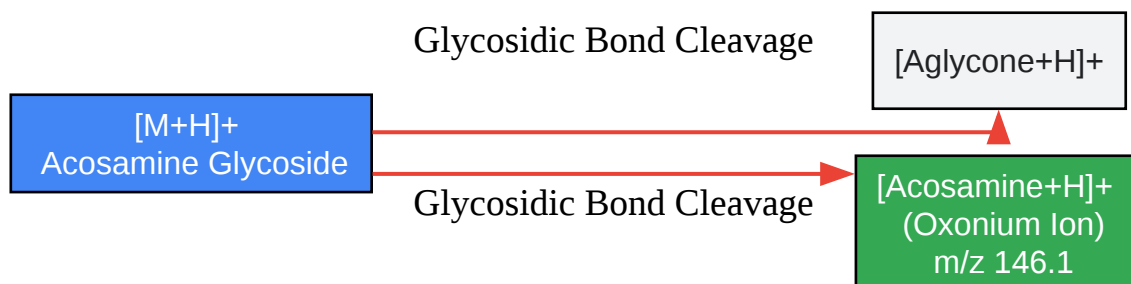 Glycosidic Bond Cleavage
[Aglycone+H]+
[M+H]+
Acosamine Glycoside
Glycosidic Bond Cleavage
[Acosamine+H]+
(Oxonium Ion)
m/z 146.1